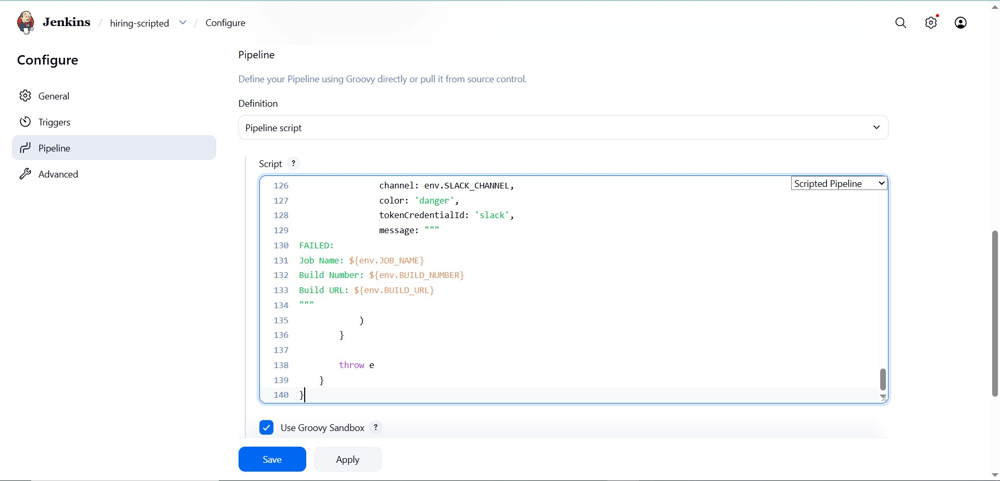 Jenkins / hiring-scripted / Configure
Configure
General
Triggers
Pipeline
Advanced
Pipeline
Define your Pipeline using Groovy directly or pull it from source control.
Definition
Pipeline script
Script ?
Scripted Pipeline
126 channel: env.SLACK_CHANNEL,
127 color: 'danger',
128 tokenCredentialId: 'slack',
129 message: """
130 FAILED:
131 Job Name: ${env.JOB_NAME}
132 Build Number: ${env.BUILD_NUMBER}
133 Build URL: ${env.BUILD_URL}
134 """
135 )
136 }
137
138 throw e
139 }
140 }
Use Groovy Sandbox ?
Save
Apply